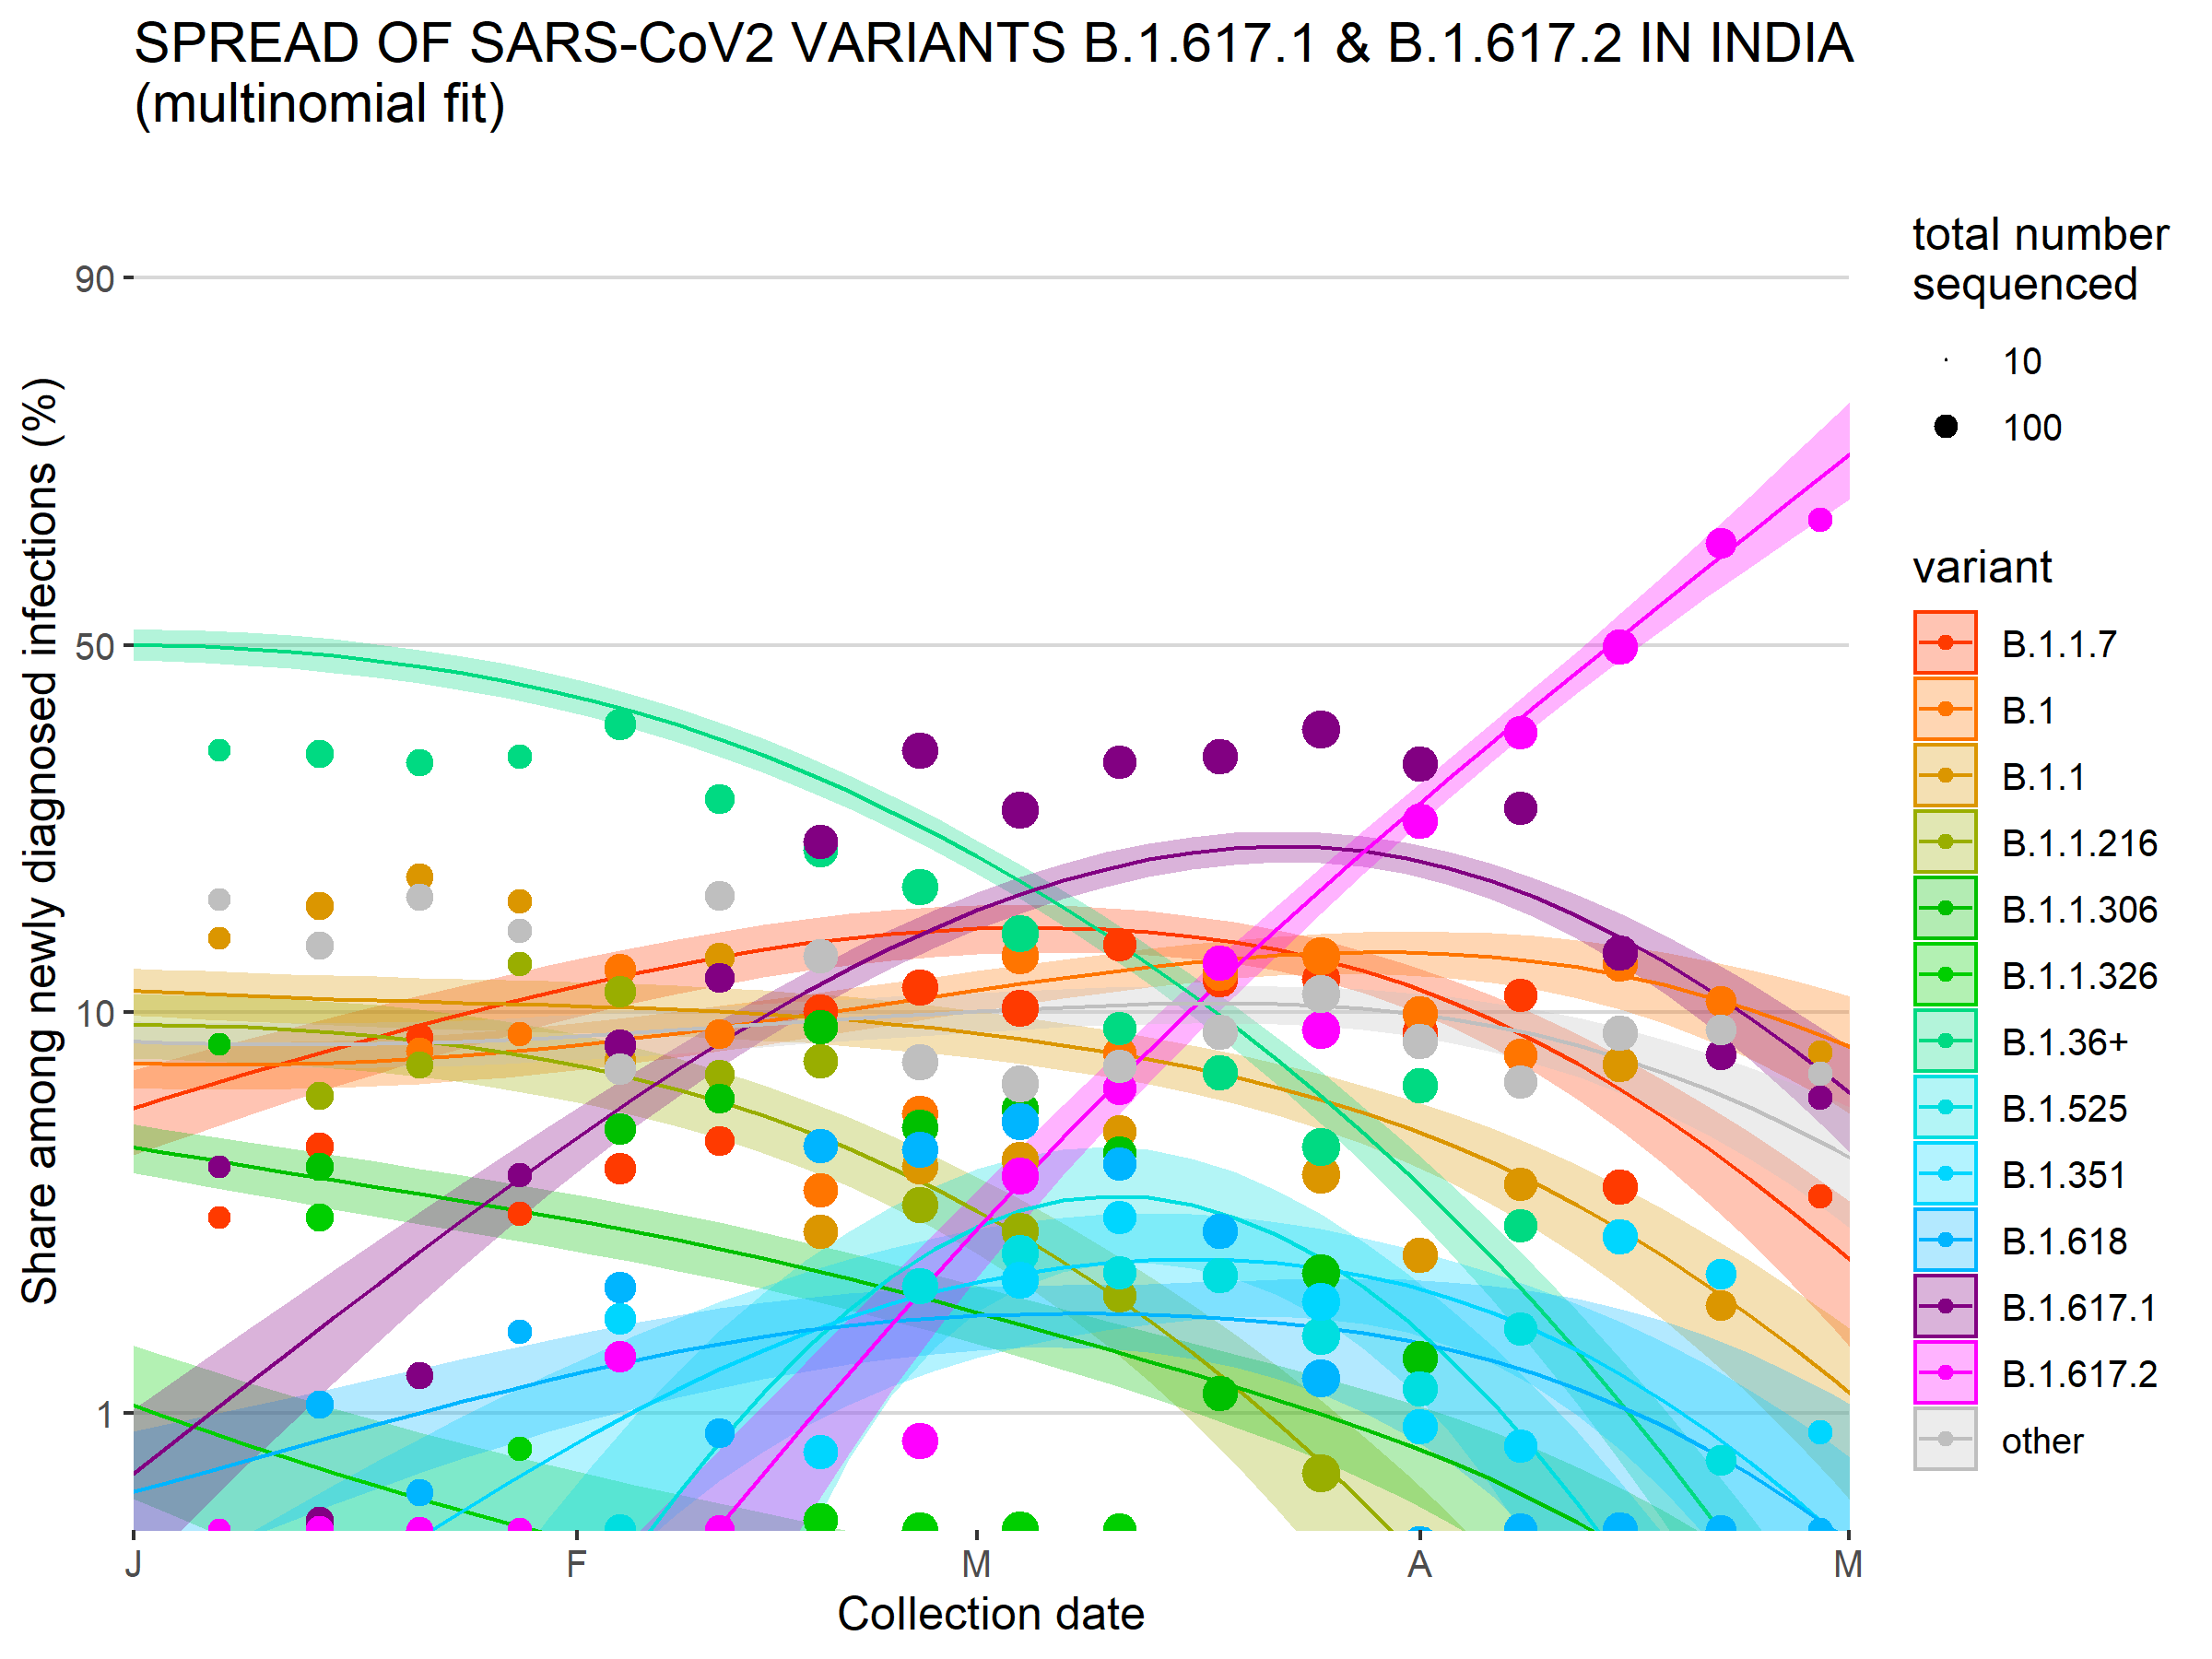 SPREAD OF SARS-CoV2 VARIANTS B.1.617.1 & B.1.617.2 IN INDIA
(multinomial fit)
Share among newly diagnosed infections (%)
90
50
10
1
J
F
M
A
M
Collection date
total number
sequenced
10
100
variant
B.1.1.7
B.1
B.1.1
B.1.1.216
B.1.1.306
B.1.1.326
B.1.36+
B.1.525
B.1.351
B.1.618
B.1.617.1
B.1.617.2
other